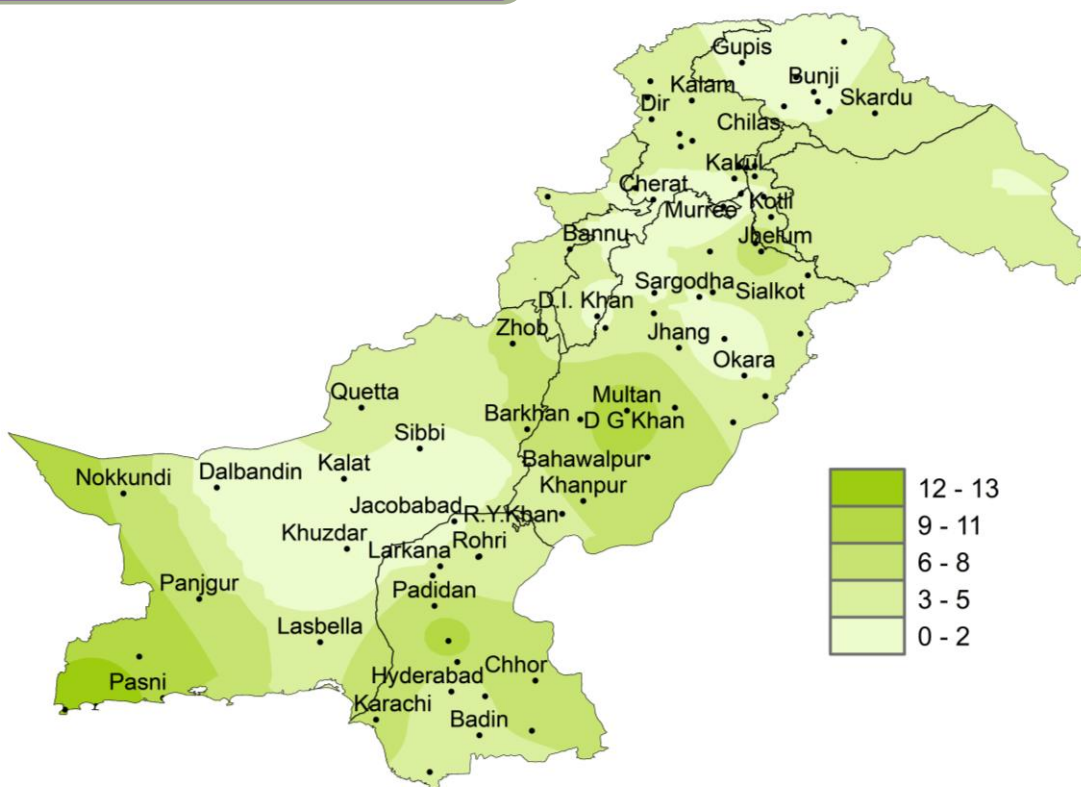 Gupis
Bunji
Kalam
Skardu
Dir
Chilas
Kakul
Cherat
Kotli
Murree
Jhelum
Bannu
Sargodha
Sialkot
D.I. Khan
Zhob
Jhang
Okara
Quetta
Multan
Barkhan
D G Khan
Sibbi
Bahawalpur
Kalat
Nokkundi
Dalbandin
Khanpur
Jacobabad
R.Y.Khan
Khuzdar
Rohri
Larkana
Panjgur
Padidan
Lasbella
Chhor
Hyderabad
Pasni
Karachi
Badin
12 - 13
9 - 11
6 - 8
3 - 5
0 - 2